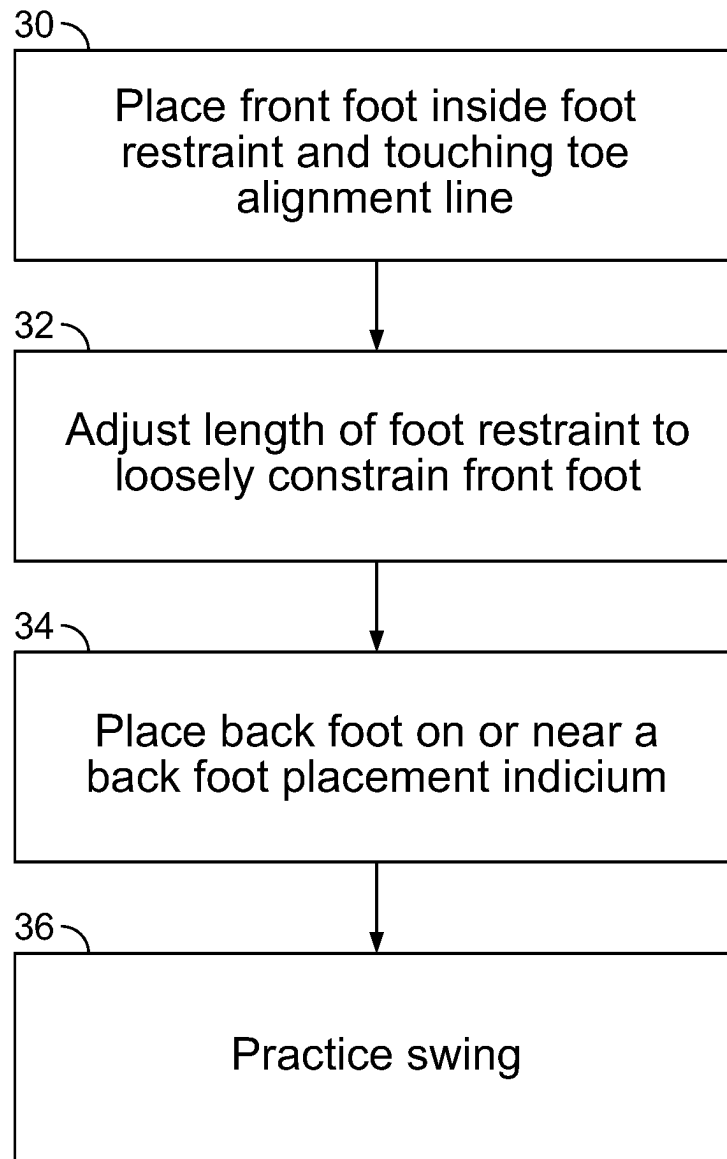 30
Place front foot inside foot
restraint and touching toe
alignment line
32
Adjust length of foot restraint to
loosely constrain front foot
34
Place back foot on or near a
back foot placement indicium
36
Practice swing